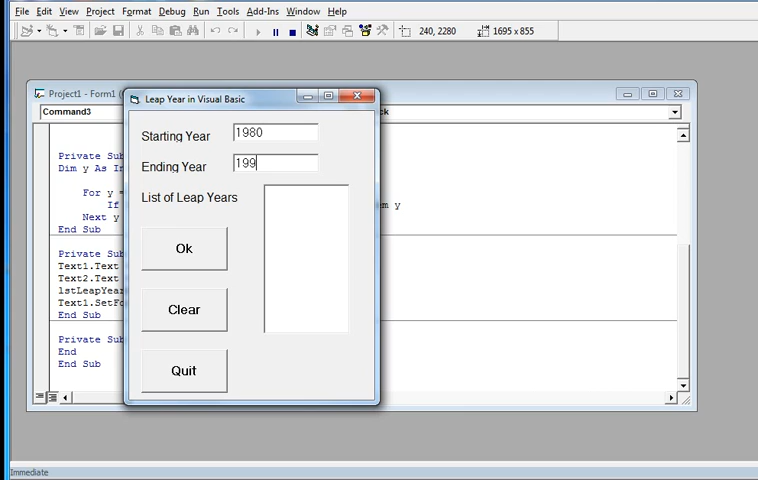 File Edit View Project Format Debug Run Tools Add-Ins Window Help
240, 2280 1695 x 855
Project1 - Form1
Command3
Leap Year in Visual Basic
Starting Year 1980
Ending Year 199
List of Leap Years
Ok
Clear
Quit
Private Sub
Dim y As In
For y =
If
y
Next y
End Sub
Private Sub
Text1.Text
Text2.Text
lstLeapYear
Text1.SetFo
End Sub
Private Sub
End
End Sub
Immediate